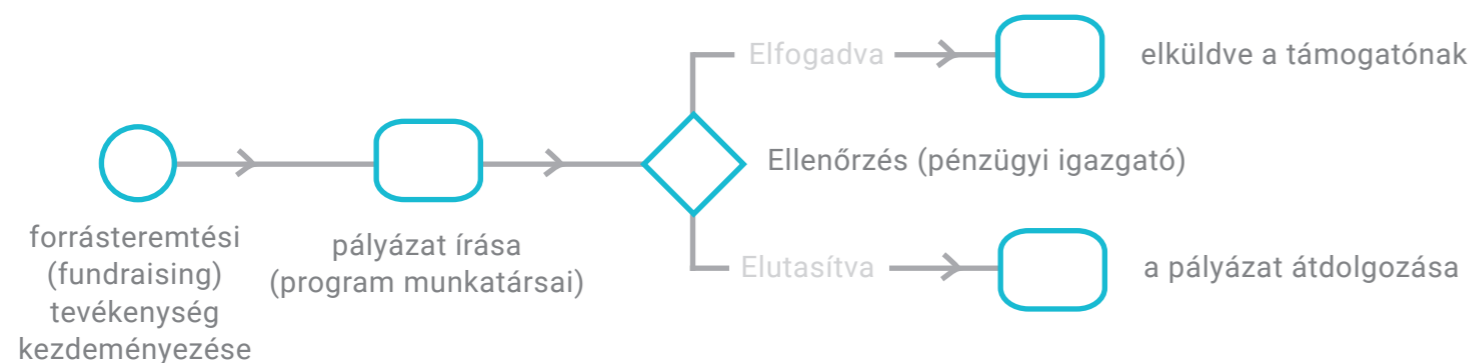 forrásteremtési
(fundraising)
tevékenység
kezdeményezése
pályázat írása
(program munkatársai)
Ellenőrzés (pénzügyi igazgató)
Elfogadva
elküldve a támogatónak
Elutasítva
a pályázat átdolgozása